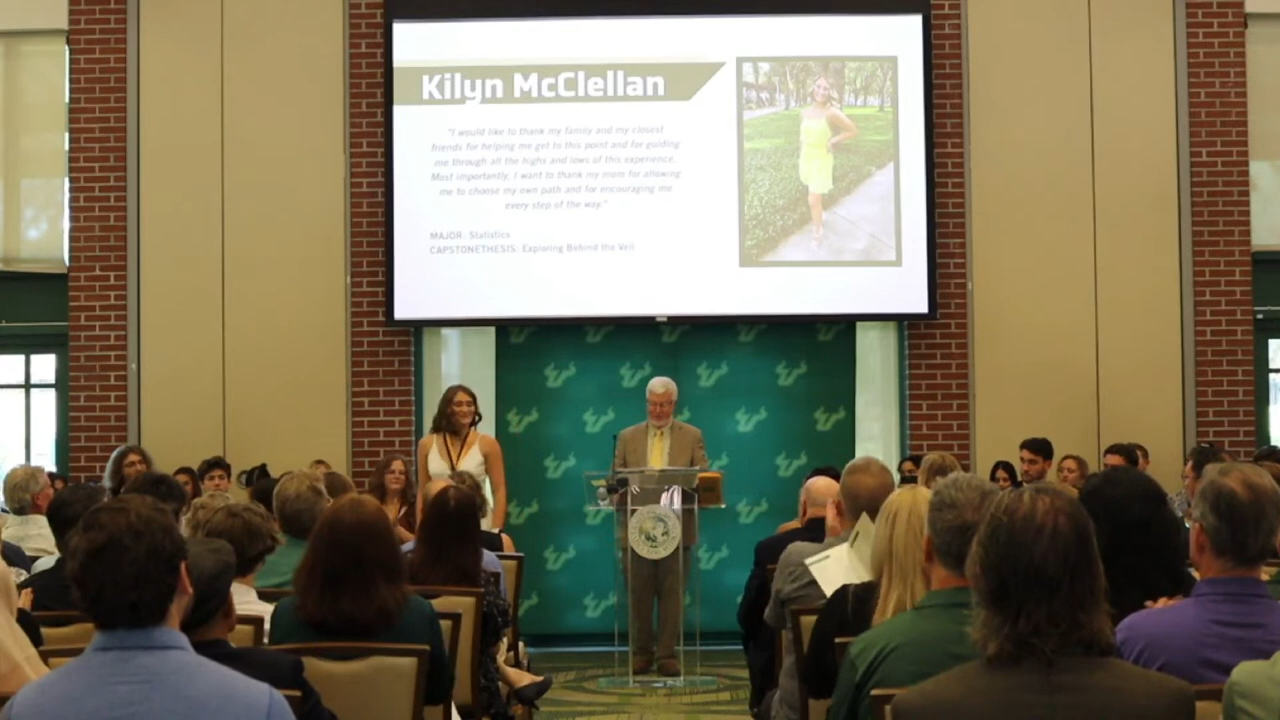 Kilyn McClellan
"I would like to thank my family and my closest
friends for helping me get to this point and for guiding
me through all the highs and lows of this experience.
Most importantly, I want to thank my mom for allowing
me to choose my own path and for encouraging me
every step of the way."
MAJOR: Statistics
CAPSTONETHESIS: Exploring Behind the Veil